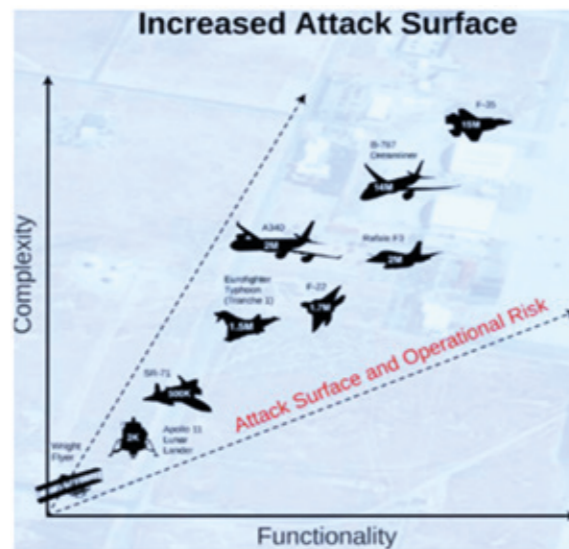 Increased Attack Surface
F-35
15M
B-787
Dreamliner
14M
A340
2M
Rafale F3
2M
Eurofighter
Typhoon
(Tranche 1)
1.5M
F-22
1.7M
SR-71
500K
Apollo 11
Lunar
Lander
2K
Wright
Flyer
Attack Surface and Operational Risk
Complexity
Functionality